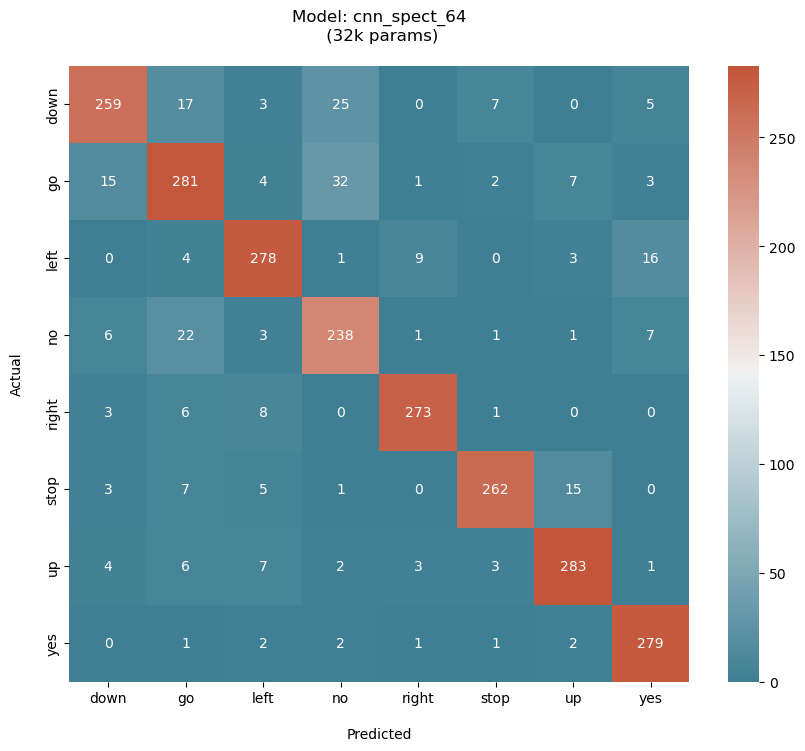 Model: cnn_spect_64
(32k params)
Actual
down 259 17 3 25 0 7 0 5
go 15 281 4 32 1 2 7 3
left 0 4 278 1 9 0 3 16
no 6 22 3 238 1 1 1 7
right 3 6 8 0 273 1 0 0
stop 3 7 5 1 0 262 15 0
up 4 6 7 2 3 3 283 1
yes 0 1 2 2 1 1 2 279
down go left no right stop up yes
Predicted
250
200
150
100
50
0